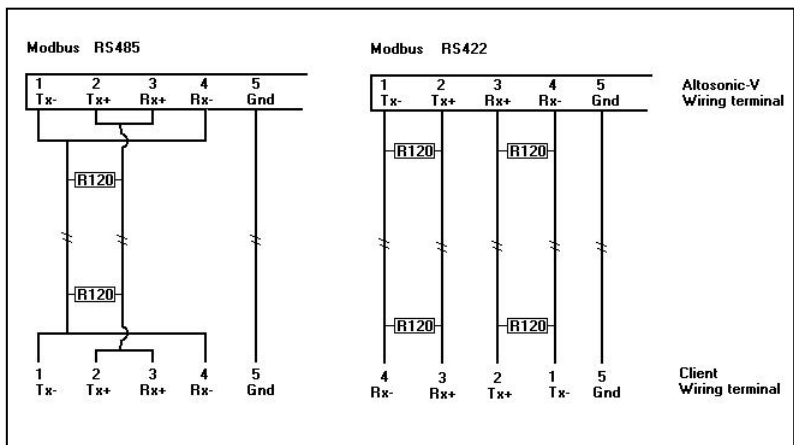 Modbus RS485
1 2 3 4 5
Tx- Tx+ Rx+ Rx- Gnd
R120
R120
1 2 3 4 5
Tx- Tx+ Rx+ Rx- Gnd
Modbus RS422
1 2 3 4 5
Tx- Tx+ Rx+ Rx- Gnd
R120 R120
R120 R120
4 3 2 1 5
Rx- Rx+ Tx+ Tx- Gnd
Altosonic-V
Wiring terminal
Client
Wiring terminal